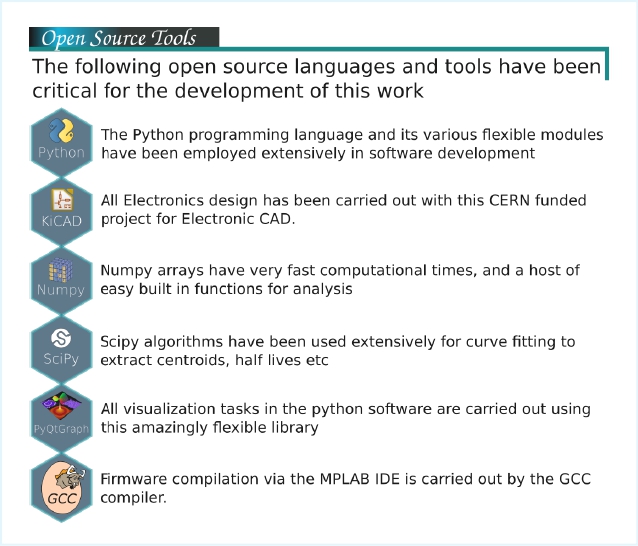 Open Source Tools
The following open source languages and tools have been
critical for the development of this work
Python
The Python programming language and its various flexible modules
have been employed extensively in software development
KiCAD
All Electronics design has been carried out with this CERN funded
project for Electronic CAD.
Numpy
Numpy arrays have very fast computational times, and a host of
easy built in functions for analysis
SciPy
Scipy algorithms have been used extensively for curve fitting to
extract centroids, half lives etc
PyQtGraph
All visualization tasks in the python software are carried out using
this amazingly flexible library
GCC
Firmware compilation via the MPLAB IDE is carried out by the GCC
compiler.